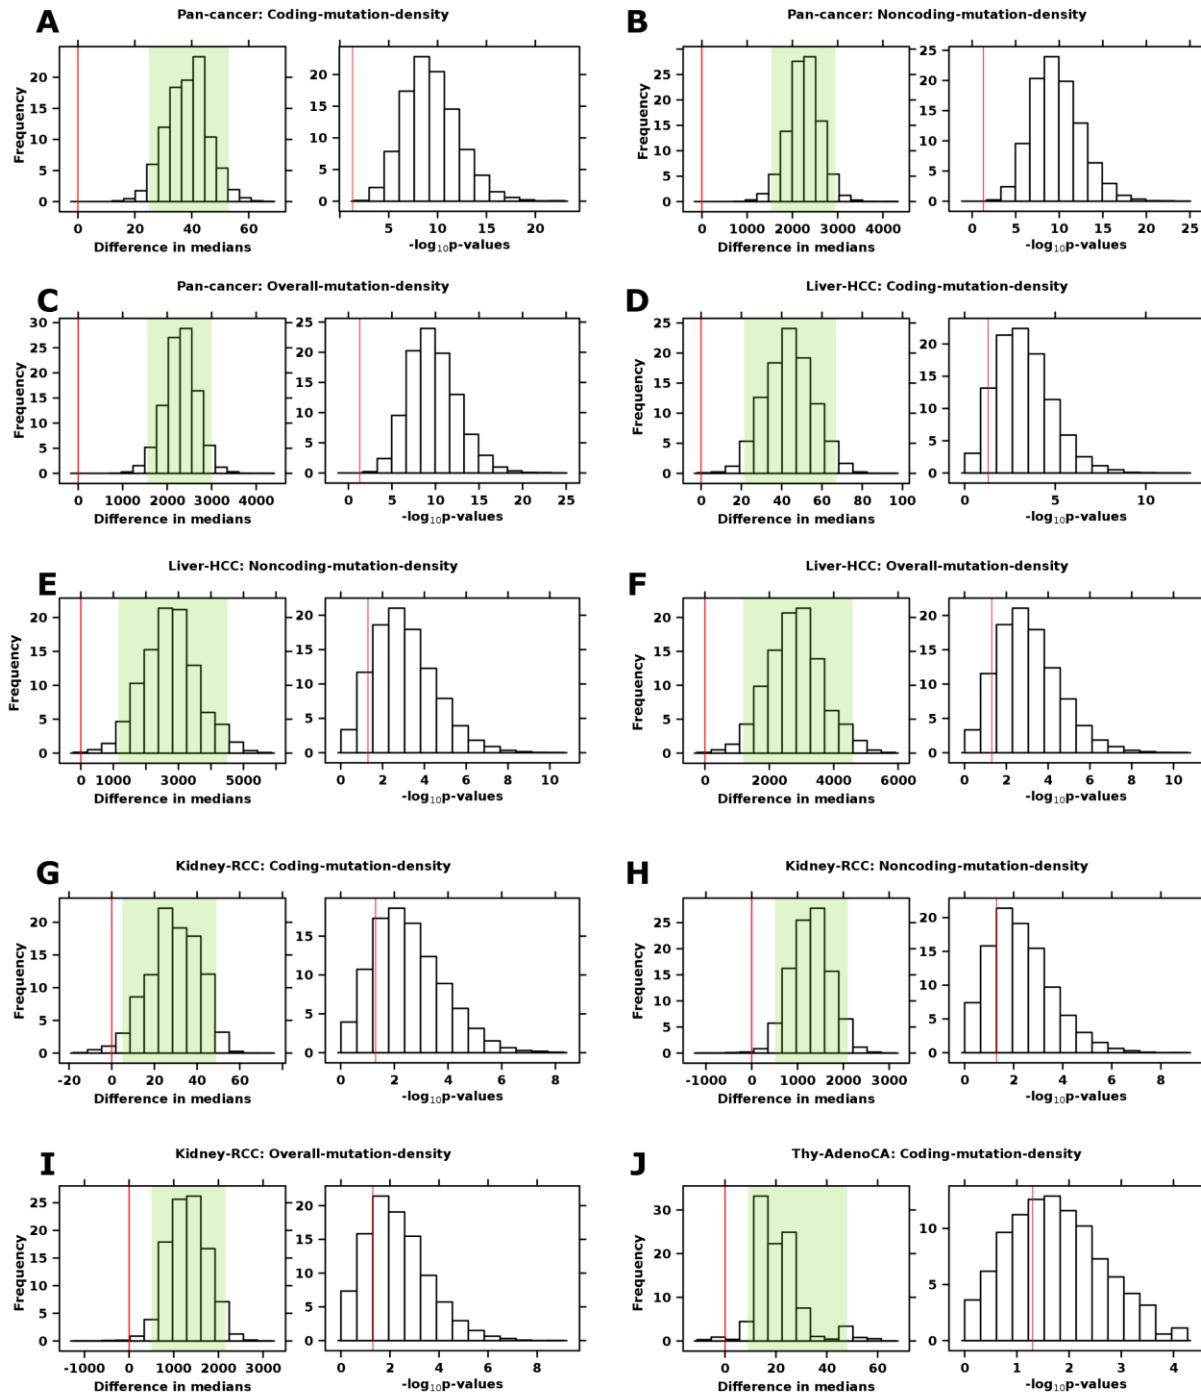 A Pan-cancer: Coding-mutation-density
Frequency
0 5 10 15 20
0 20 40 60
Difference in medians
0 5 10 15 20
5 10 15 20
-log10p-values
B Pan-cancer: Noncoding-mutation-density
Frequency
0 5 10 15 20 25 30
0 1000 2000 3000 4000
Difference in medians
0 5 10 15 20 25
0 5 10 15 20 25
-log10p-values
C Pan-cancer: Overall-mutation-density
Frequency
0 5 10 15 20 25 30
0 1000 2000 3000 4000
Difference in medians
0 5 10 15 20 25
0 5 10 15 20 25
-log10p-values
D Liver-HCC: Coding-mutation-density
Frequency
0 5 10 15 20 25
0 20 40 60 80 100
Difference in medians
0 5 10 15 20
0 5 10
-log10p-values
E Liver-HCC: Noncoding-mutation-density
Frequency
0 5 10 15 20
0 1000 3000 5000
Difference in medians
0 5 10 15 20
0 2 4 6 8 10
-log10p-values
F Liver-HCC: Overall-mutation-density
Frequency
0 5 10 15 20
0 2000 4000 6000
Difference in medians
0 5 10 15 20
0 2 4 6 8 10
-log10p-values
G Kidney-RCC: Coding-mutation-density
Frequency
0 5 10 15 20
-20 0 20 40 60
Difference in medians
0 5 10 15
0 2 4 6 8
-log10p-values
H Kidney-RCC: Noncoding-mutation-density
Frequency
0 5 10 15 20 25
-1000 0 1000 2000 3000
Difference in medians
0 5 10 15 20
0 2 4 6 8
-log10p-values
I Kidney-RCC: Overall-mutation-density
Frequency
0 5 10 15 20 25
-1000 0 1000 2000 3000
Difference in medians
0 5 10 15 20
0 2 4 6 8
-log10p-values
J Thy-AdenoCA: Coding-mutation-density
Frequency
0 5 10 20 30
0 20 40 60
Difference in medians
0 5 10
0 1 2 3 4
-log10p-values